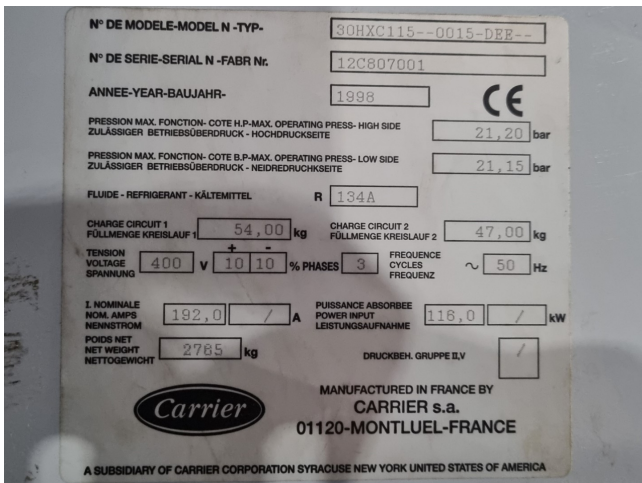 N° DE MODELE-MODEL N -TYP- 30HXC115--0015-DEE--
N° DE SERIE-SERIAL N -FABR Nr. 12C807001
ANNEE-YEAR-BAUJAHR- 1998
CE
PRESSION MAX. FONCTION- COTE H.P-MAX. OPERATING PRESS- HIGH SIDE
ZULÄSSIGER BETRIEBSÜBERDRUCK - HOCHDRUCKSEITE 21,20 bar
PRESSION MAX. FONCTION- COTE B.P-MAX. OPERATING PRESS- LOW SIDE
ZULÄSSIGER BETRIEBSÜBERDRUCK - NEIDREDRUCHKSEITE 21,15 bar
FLUIDE - REFRIGERANT - KÄLTEMITTEL R 134A
CHARGE CIRCUIT 1
FÜLLMENGE KREISLAUF 1 54,00 kg
CHARGE CIRCUIT 2
FÜLLMENGE KREISLAUF 2 47,00 kg
TENSION
VOLTAGE
SPANNUNG 400 V + 10 - 10 % PHASES 3
FREQUENCE
CYCLES
FREQUENZ ~ 50 Hz
I. NOMINALE
NOM. AMPS
NENNSTROM 192,0 / A
PUISSANCE ABSORBEE
POWER INPUT
LEISTUNGSAUFNAHME 116,0 / kW
POIDS NET
NET WEIGHT
NETTOGEWICHT 2765 kg
DRUCKBEH. GRUPPE II,V /
Carrier
MANUFACTURED IN FRANCE BY
CARRIER s.a.
01120-MONTLUEL-FRANCE
A SUBSIDIARY OF CARRIER CORPORATION SYRACUSE NEW YORK UNITED STATES OF AMERICA